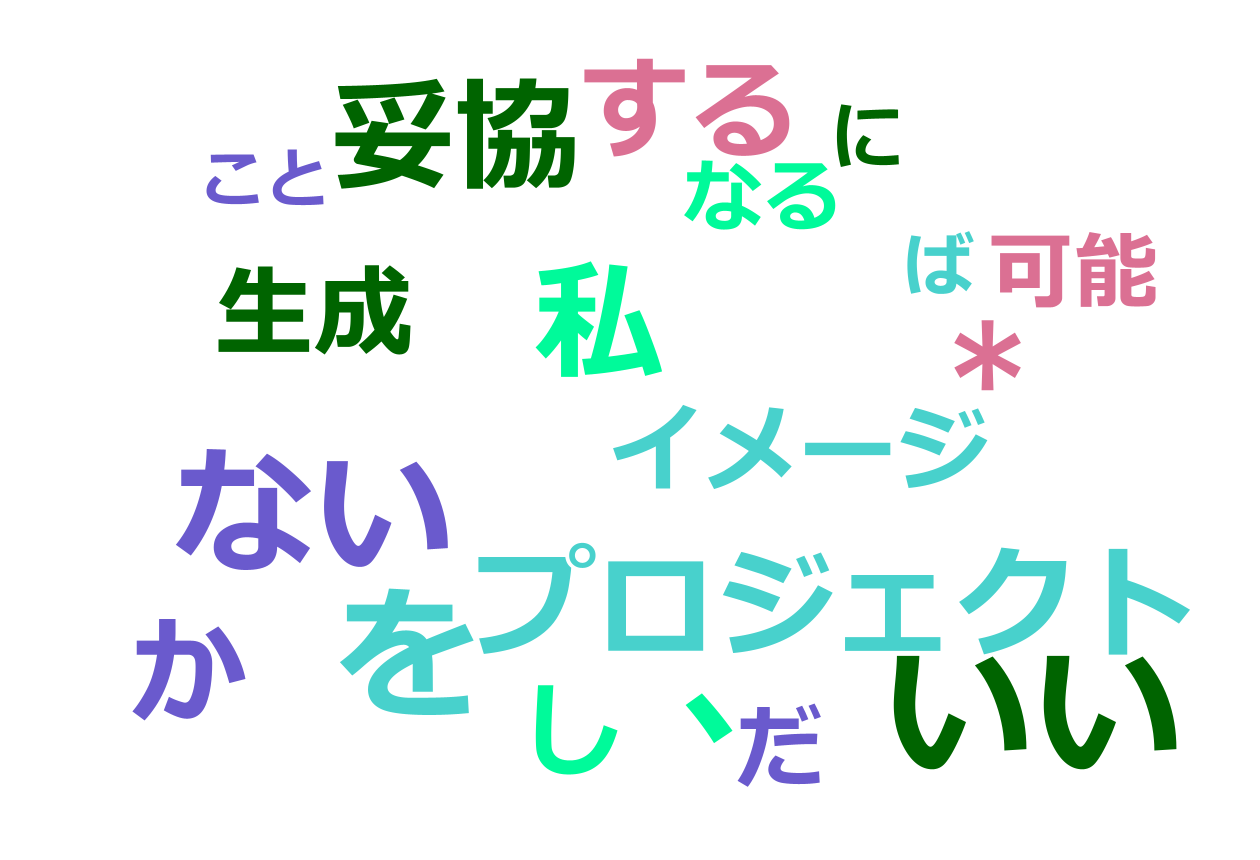 妥協
する
に
こと
なる
ば
可能
生成
私
*
イメージ
ない
プロジェクト
を
か
いい
し
、
だ